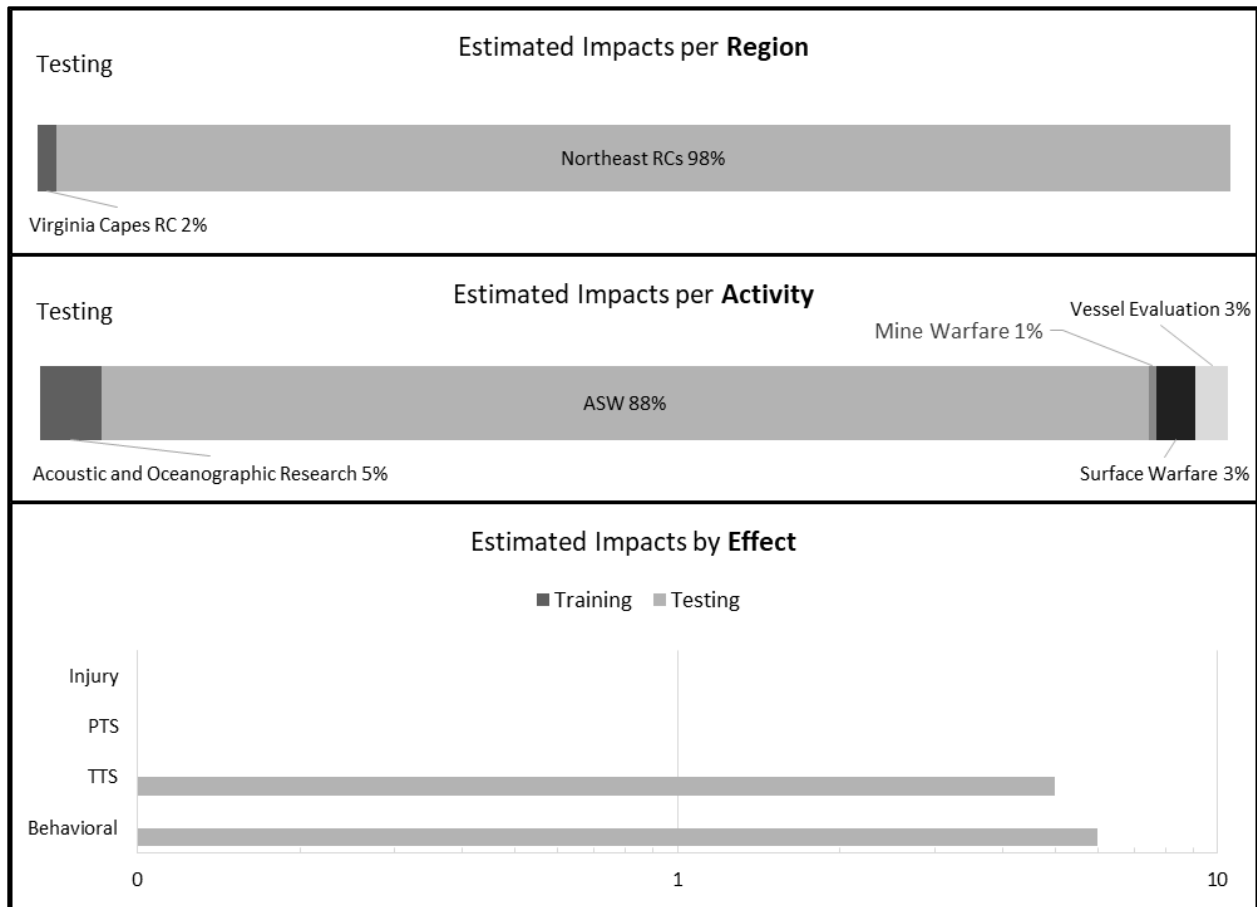 Estimated Impacts per Region
Testing
Northeast RCs 98%
Virginia Capes RC 2%
Estimated Impacts per Activity
Testing
Vessel Evaluation 3%
Mine Warfare 1%
ASW 88%
Acoustic and Oceanographic Research 5%
Surface Warfare 3%
Estimated Impacts by Effect
Training
Testing
Injury
PTS
TTS
Behavioral
0
1
10